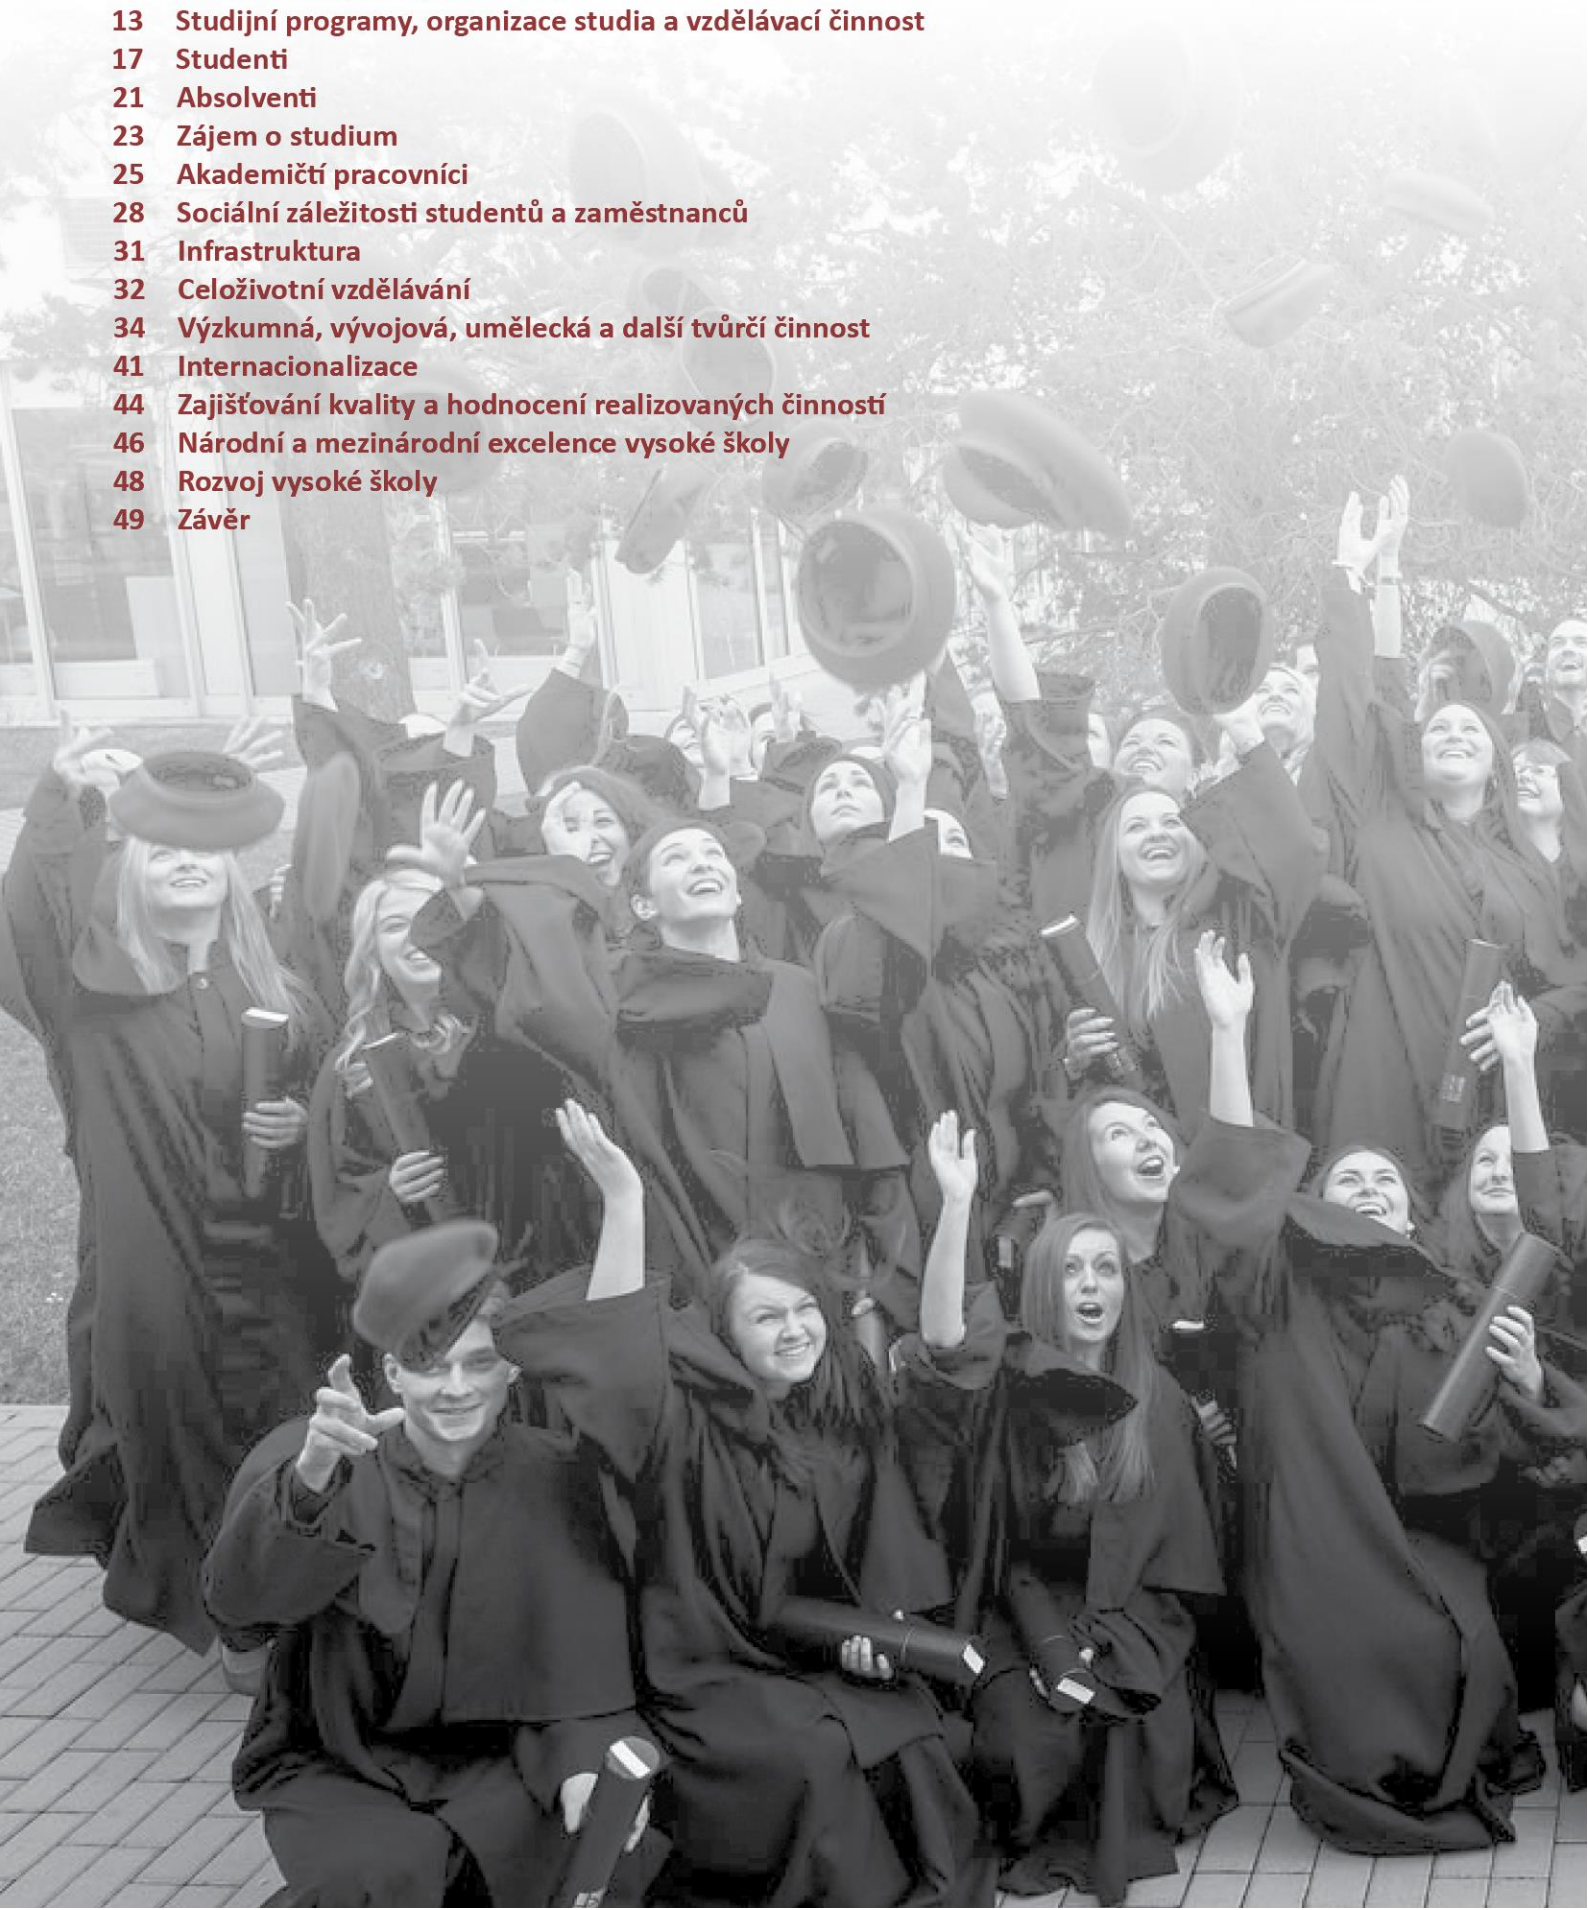 13 Studijní programy, organizace studia a vzdělávací činnost
17 Studenti
21 Absolventi
23 Zájem o studium
25 Akademičtí pracovníci
28 Sociální záležitosti studentů a zaměstnanců
31 Infrastruktura
32 Celoživotní vzdělávání
34 Výzkumná, vývojová, umělecká a další tvůrčí činnost
41 Internacionalizace
44 Zajišťování kvality a hodnocení realizovaných činností
46 Národní a mezinárodní excelence vysoké školy
48 Rozvoj vysoké školy
49 Závěr